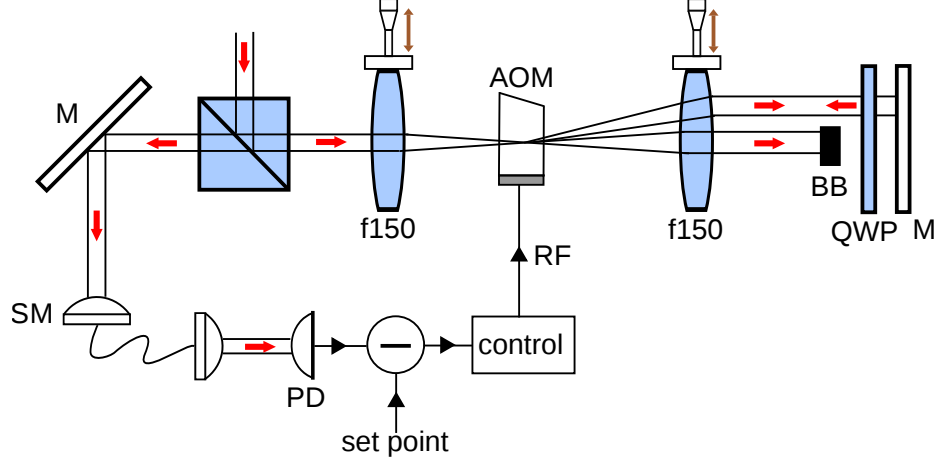 AOM
M
BB
f150
f150
QWP
M
RF
SM
control
PD
set point